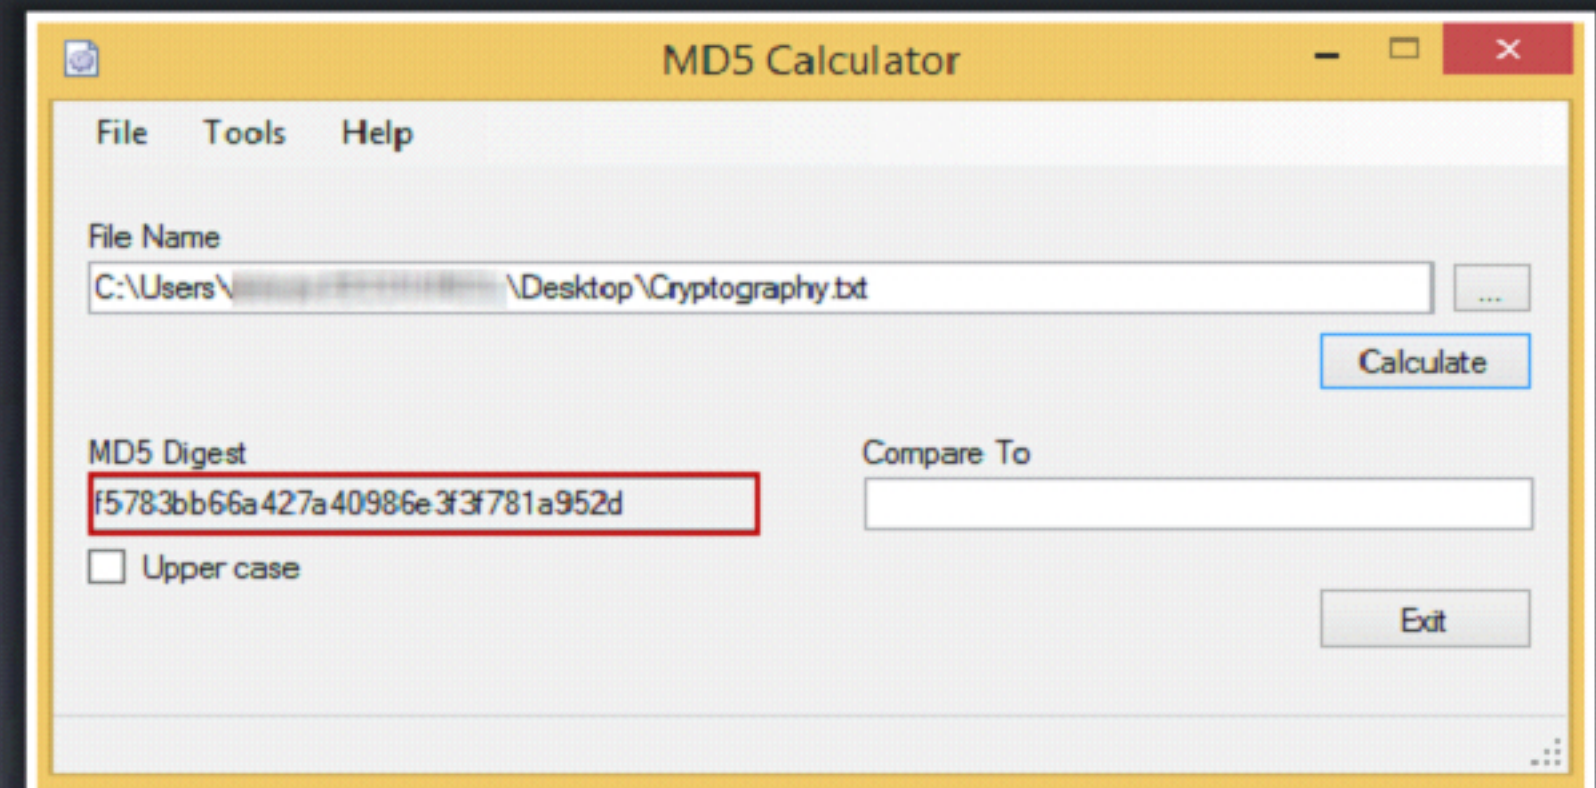 MD5 Calculator
File Tools Help
File Name
C:\Users\ \Desktop\Cryptography.txt
...
Calculate
MD5 Digest
Compare To
f5783bb66a427a40986e3f3f781a952d
Upper case
Exit